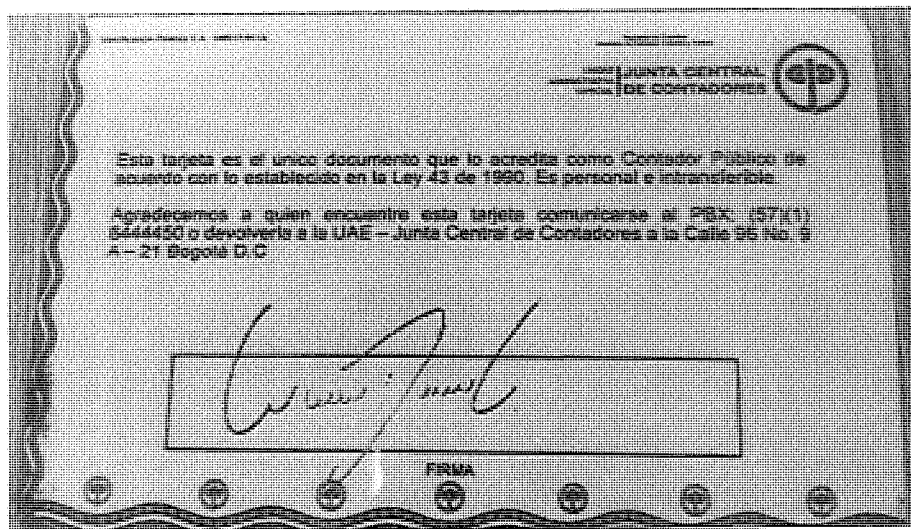 JUNTA CENTRAL
DE CONTADORES
Esta tarjeta es el unico documento que lo acredita como Contador Público de
acuerdo con lo establecido en la Ley 43 de 1990. Es personal e intransferible.
Agradecemos a quien encuentre esta tarjeta comunicarse al PBX: (57)(1)
6444450 o devolverla a la UAE – Junta Central de Contadores a la Calle 96 No. 9
A – 21 Bogotá D.C
FIRMA